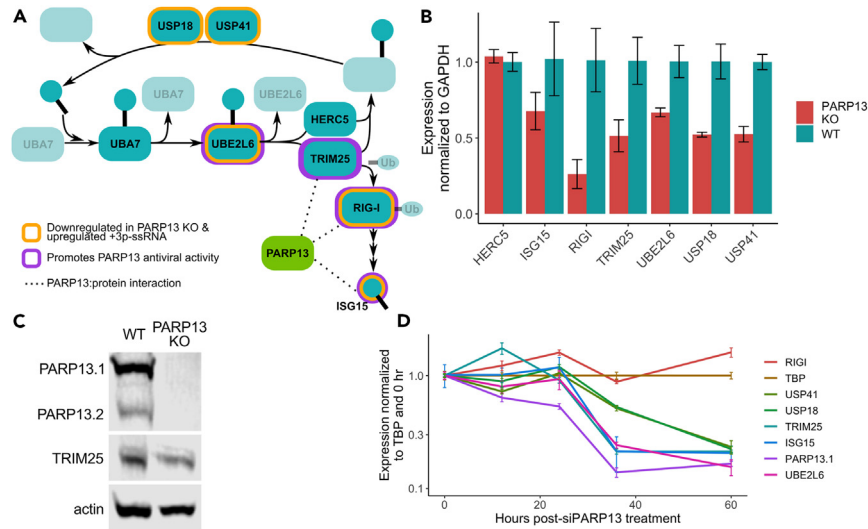 A
USP18
USP41
UBA7
UBE2L6
UBA7
UBA7
UBE2L6
HERC5
TRIM25
Ub
RIG-I
Ub
PARP13
ISG15
Downregulated in PARP13 KO &
upregulated +3p-ssRNA
Promotes PARP13 antiviral activity
PARP13:protein interaction
B
Expression
normalized to GAPDH
1.0
0.5
0.0
HERC5
ISG15
RIGI
TRIM25
UBE2L6
USP18
USP41
PARP13
KO
WT
C
WT
PARP13
KO
PARP13.1
PARP13.2
TRIM25
actin
D
Expression normalized
to TBP and 0 hr
1.0
0.3
0.1
0
20
40
60
Hours post-siPARP13 treatment
RIGI
TBP
USP41
USP18
TRIM25
ISG15
PARP13.1
UBE2L6